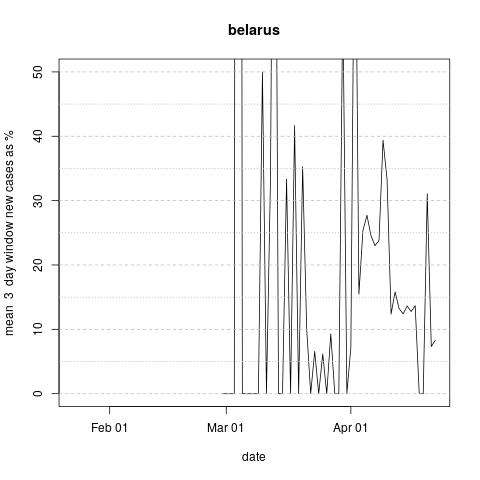 belarus
mean 3 day window new cases as %
50
40
30
20
10
0
Feb 01
Mar 01
Apr 01
date